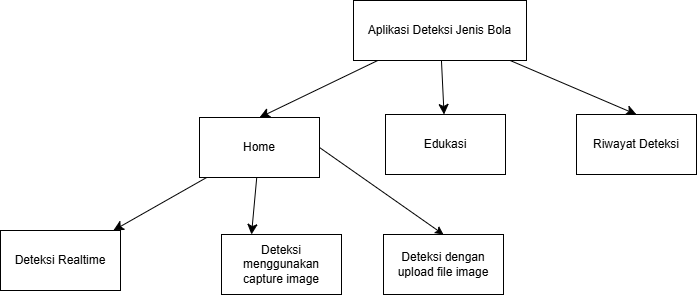 Aplikasi Deteksi Jenis Bola
Home
Edukasi
Riwayat Deteksi
Deteksi Realtime
Deteksi
menggunakan
capture image
Deteksi dengan
upload file image